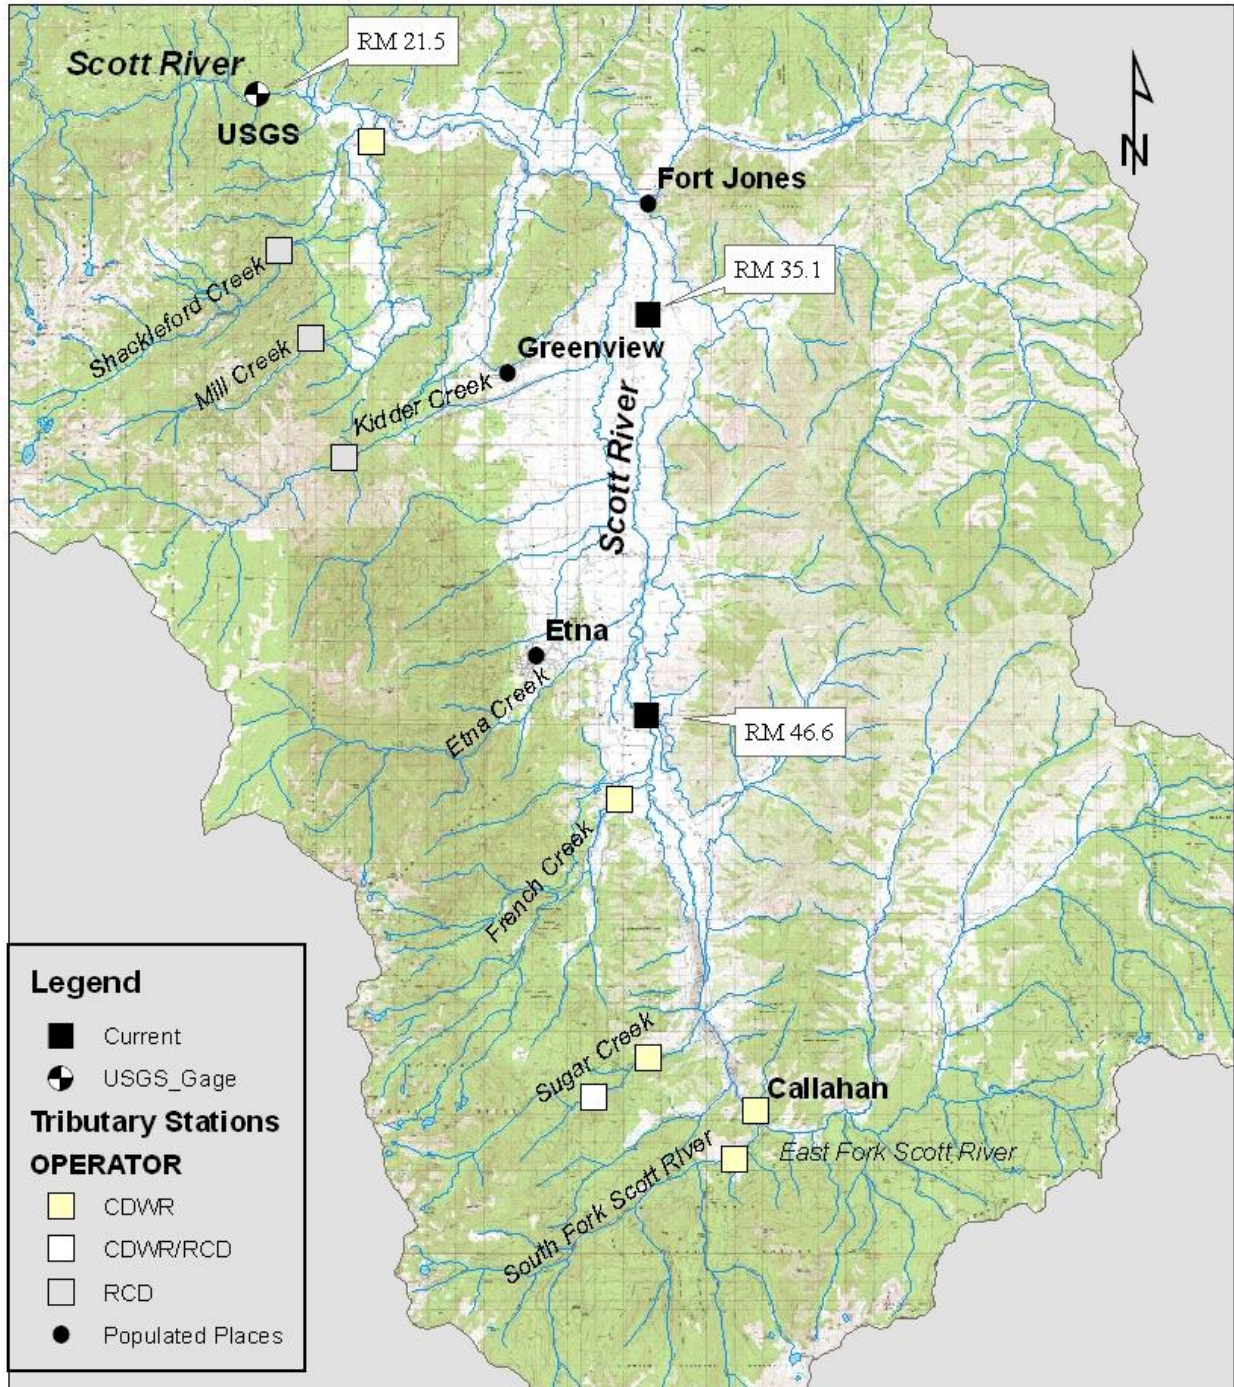 RM 21.5
Scott River
USGS
Fort Jones
N
RM 35.1
Shackleford Creek
Greenview
Mill Creek
Kidder Creek
Scott River
Etna
Etna Creek
RM 46.6
French Creek
Legend
Current
USGS_Gage
Tributary Stations
OPERATOR
CDWR
CDWR/RCD
RCD
Populated Places
Sugar Creek
Callahan
East Fork Scott River
South Fork Scott River